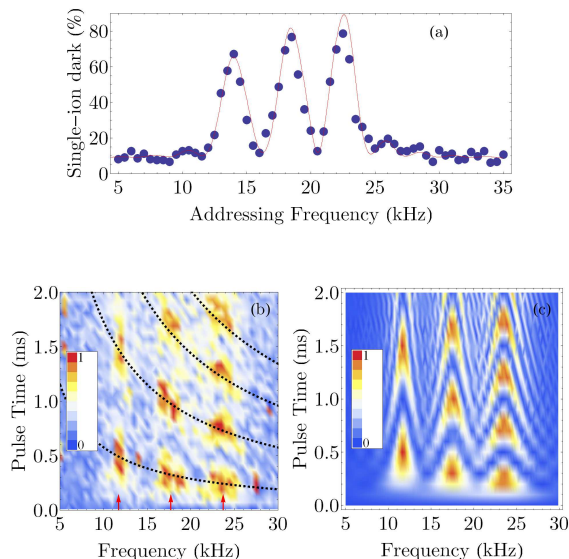 (a)
Single-ion dark (%)
80
60
40
20
0
5 10 15 20 25 30 35
Addressing Frequency (kHz)
(b)
Pulse Time (ms)
2.0
1.5
1.0
0.5
0.0
1
0
5 10 15 20 25 30
Frequency (kHz)
(c)
Pulse Time (ms)
2.0
1.5
1.0
0.5
0.0
1
0
5 10 15 20 25 30
Frequency (kHz)